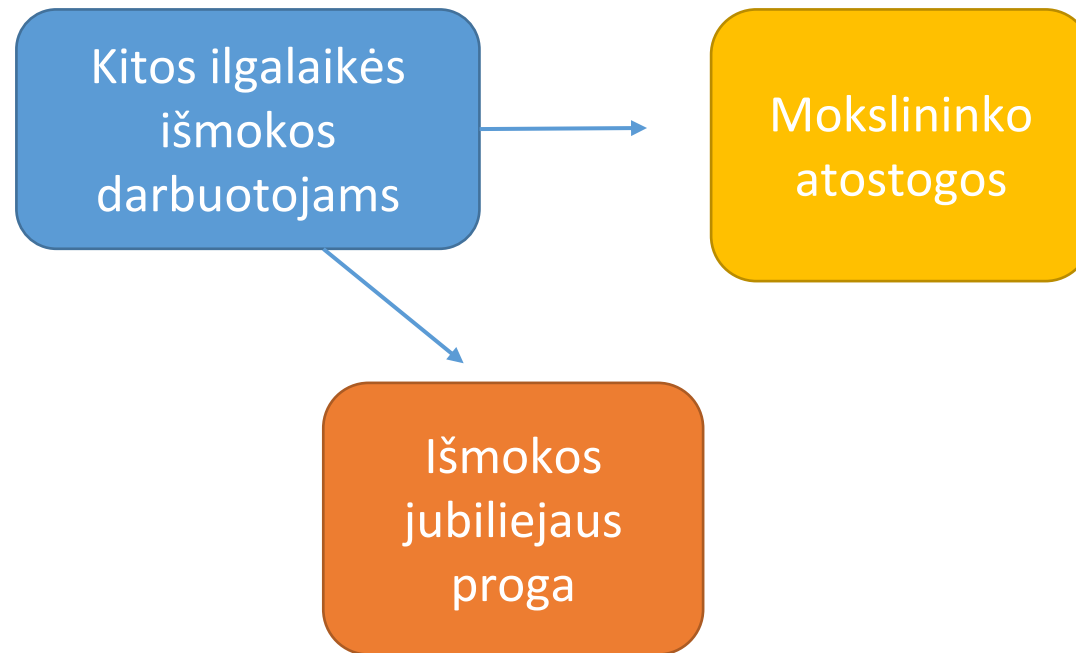 Kitos ilgalaikės
išmokos
darbuotojams
Mokslininko
atostogos
Išmokos
jubiliejaus
proga